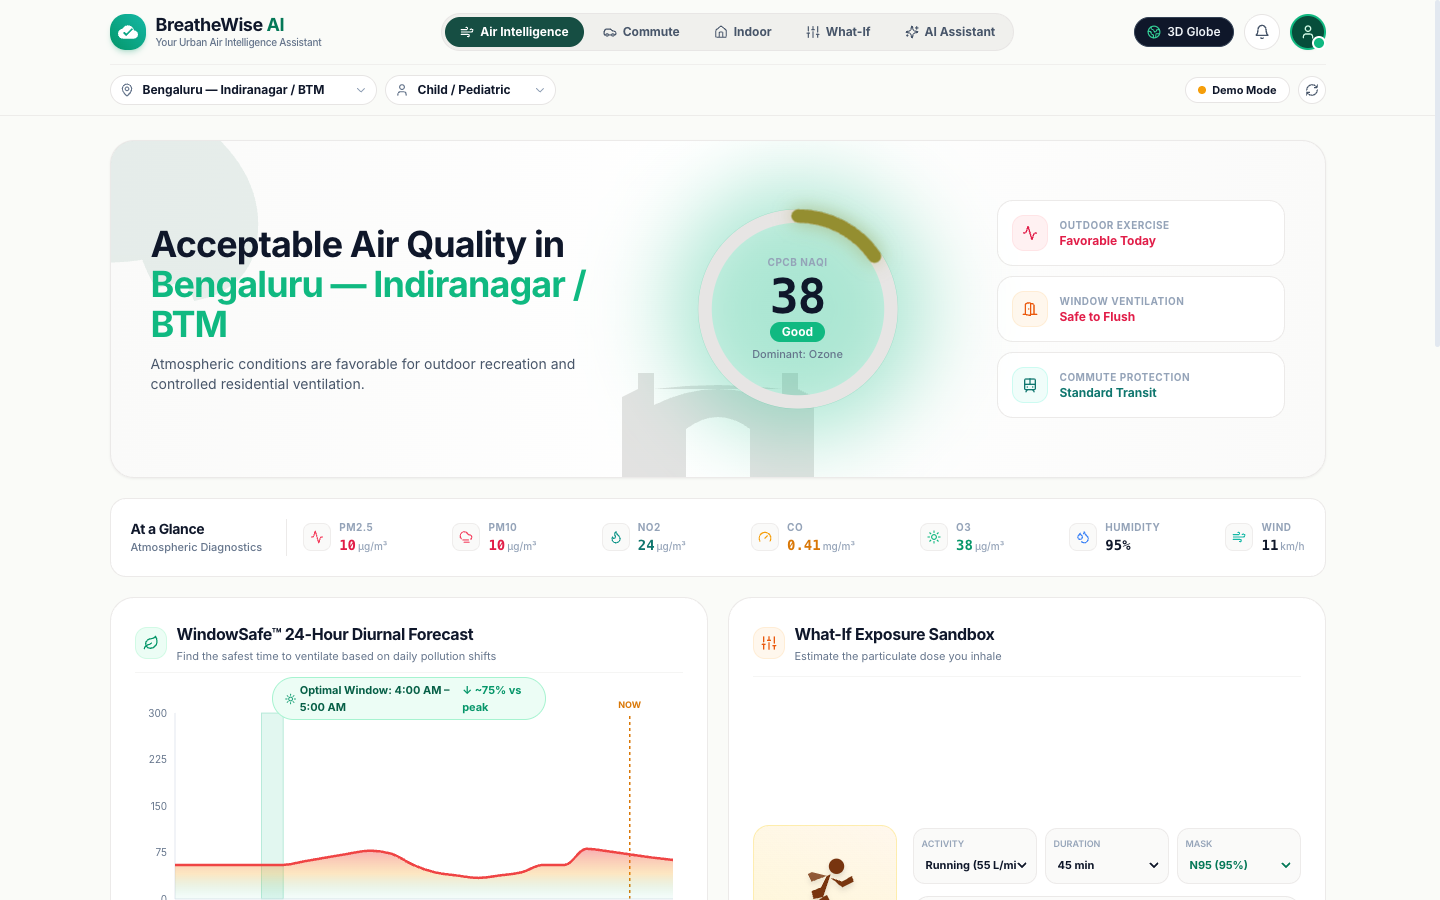 BreatheWise AI
Your Urban Air Intelligence Assistant
Air Intelligence
Commute
Indoor
What-If
AI Assistant
3D Globe
Bengaluru — Indiranagar / BTM
Child / Pediatric
Demo Mode
Acceptable Air Quality in
Bengaluru — Indiranagar /
BTM
Atmospheric conditions are favorable for outdoor recreation and
controlled residential ventilation.
CPCB NAQI
38
Good
Dominant: Ozone
OUTDOOR EXERCISE
Favorable Today
WINDOW VENTILATION
Safe to Flush
COMMUTE PROTECTION
Standard Transit
At a Glance
Atmospheric Diagnostics
PM2.5
10 µg/m³
PM10
10 µg/m³
NO2
24 µg/m³
CO
0.41 mg/m³
O3
38 µg/m³
HUMIDITY
95%
WIND
11 km/h
WindowSafe™ 24-Hour Diurnal Forecast
Find the safest time to ventilate based on daily pollution shifts
Optimal Window: 4:00 AM –
5:00 AM
↓ ~75% vs
peak
NOW
300
225
150
75
0
What-If Exposure Sandbox
Estimate the particulate dose you inhale
ACTIVITY
Running (55 L/mi
DURATION
45 min
MASK
N95 (95%)